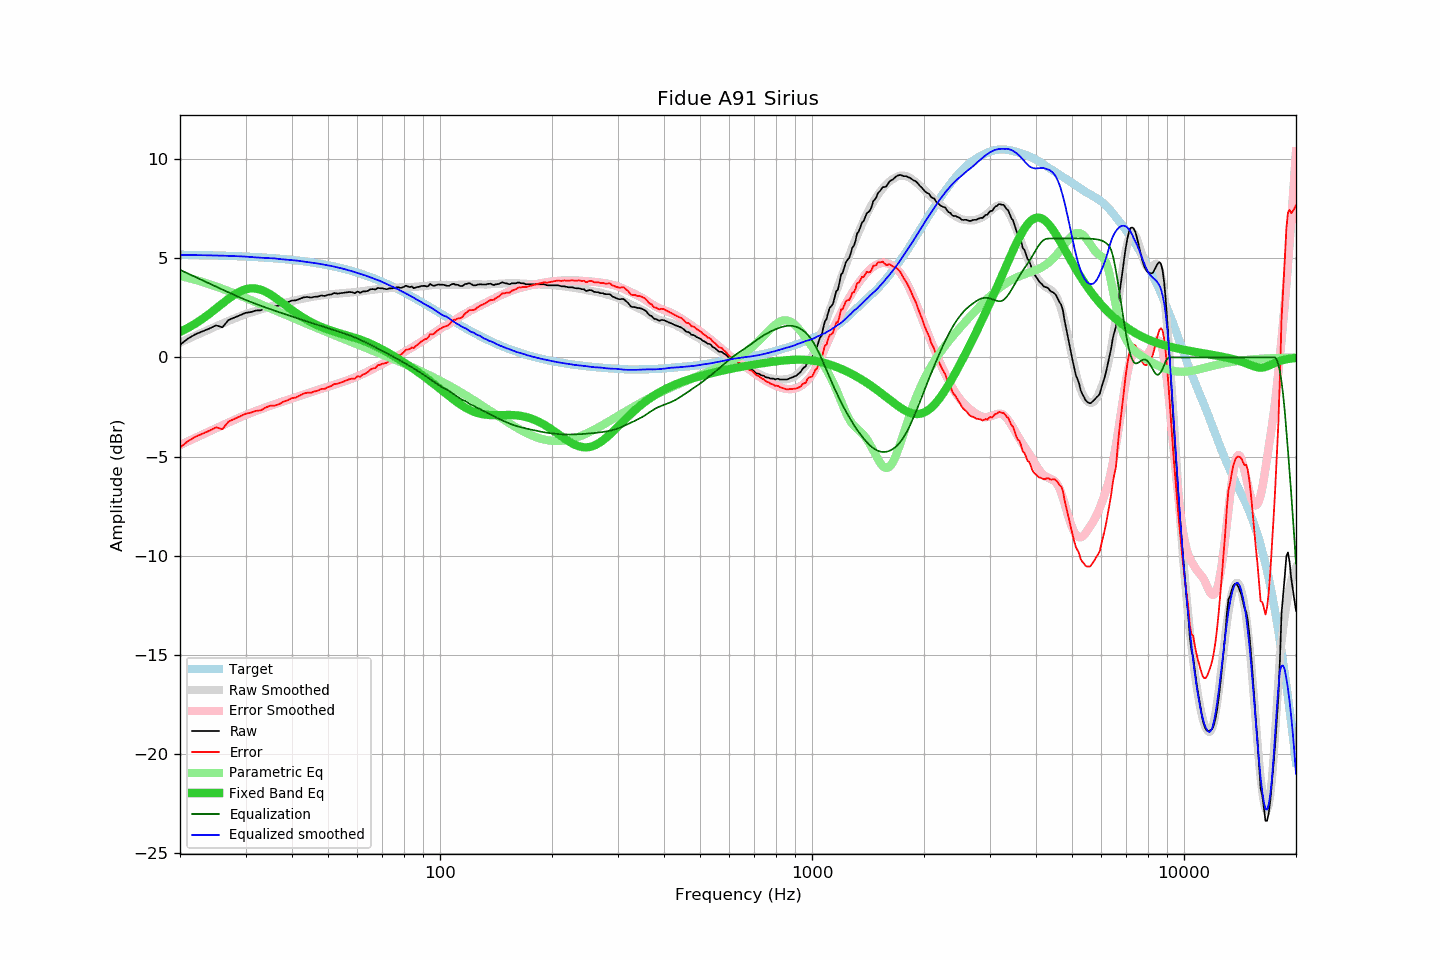 Fidue A91 Sirius
10
5
0
−5
−10
−15
−20
−25
Amplitude (dBr)
100
1000
10000
Frequency (Hz)
Target
Raw Smoothed
Error Smoothed
Raw
Error
Parametric Eq
Fixed Band Eq
Equalization
Equalized smoothed